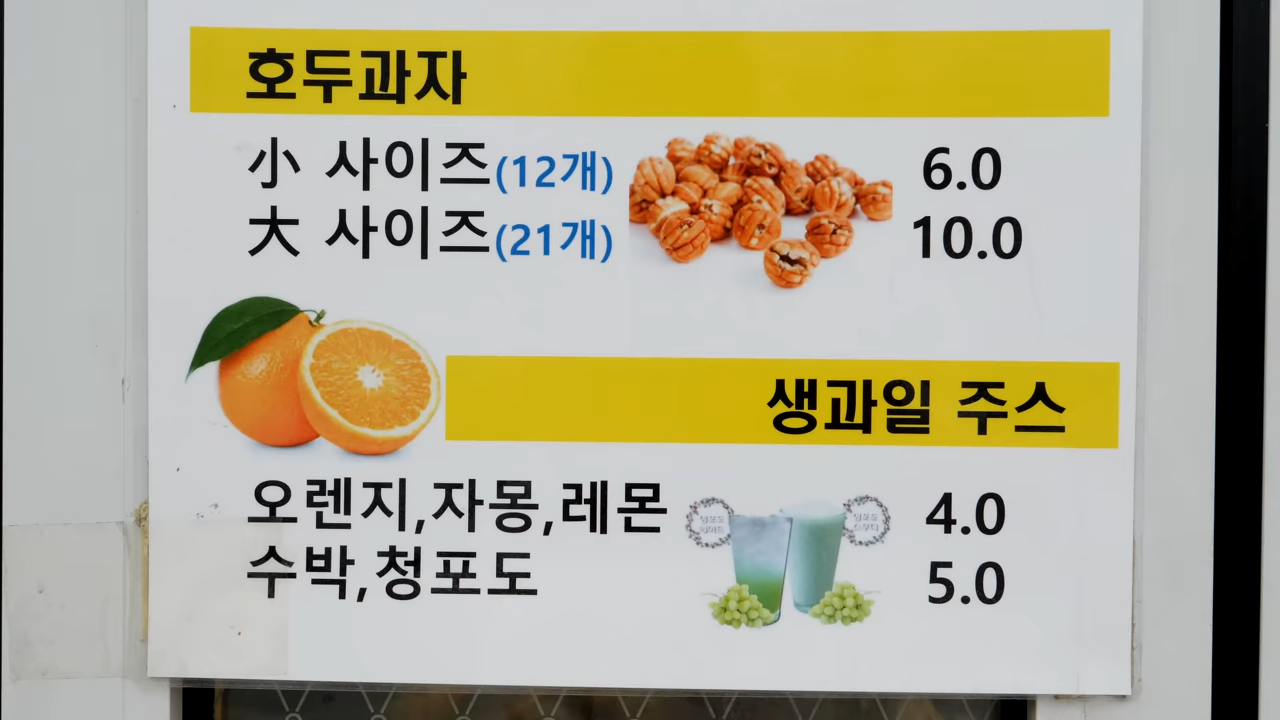 호두과자
小 사이즈(12개) 6.0
大 사이즈(21개) 10.0
생과일 주스
오렌지,자몽,레몬 4.0
수박,청포도 5.0